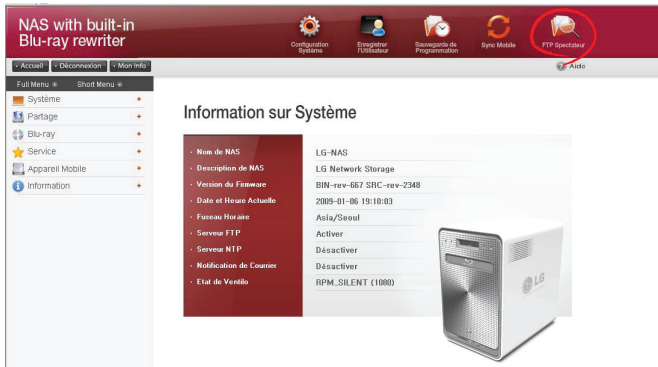 NAS with built-in
Blu-ray rewriter
Configuration
Système
Enregistrer
l'Utilisateur
Sauvegarde de
Programmation
Sync Mobile
FTP Spectateur
Accueil Déconnexion Mon Info
Aide
Full Menu Short Menu
Système
Partage
Blu-ray
Service
Appareil Mobile
Information
Information sur Système
Nom de NAS LG-NAS
Description de NAS LG Network Storage
Version du Firmware BIN-rev-667 SRC-rev-2348
Date et Heure Actuelle 2009-01-06 19:10:03
Fuseau Horaire Asia/Seoul
Serveur FTP Activer
Serveur NTP Désactiver
Notification de Courrier Désactiver
Etat de Ventilo RPM_SILENT (1080)
LG